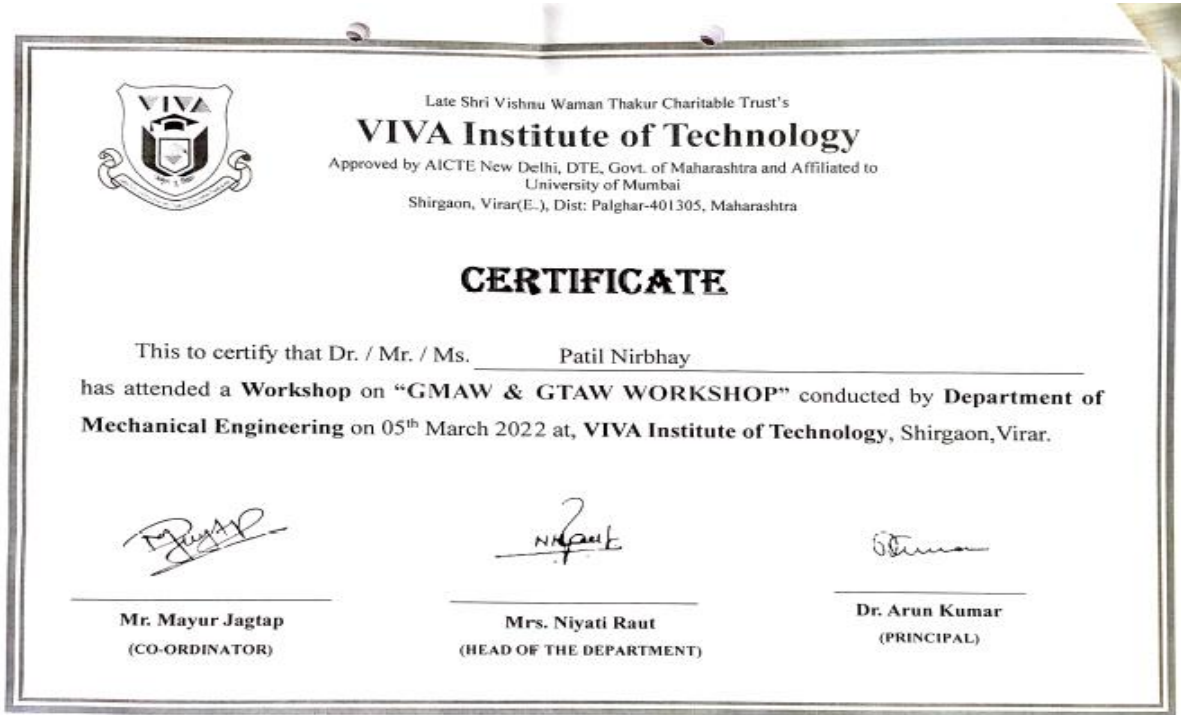 VIVA
Late Shri Vishnu Waman Thakur Charitable Trust's
VIVA Institute of Technology
Approved by AICTE New Delhi, DTE, Govt. of Maharashtra and Affiliated to
University of Mumbai
Shirgaon, Virar(E.), Dist: Palghar-401305, Maharashtra
CERTIFICATE
This to certify that Dr. / Mr. / Ms. Patil Nirbhay
has attended a Workshop on “GMAW & GTAW WORKSHOP” conducted by Department of
Mechanical Engineering on 05th March 2022 at, VIVA Institute of Technology, Shirgaon,Virar.
Mr. Mayur Jagtap
(CO-ORDINATOR)
Mrs. Niyati Raut
(HEAD OF THE DEPARTMENT)
Dr. Arun Kumar
(PRINCIPAL)